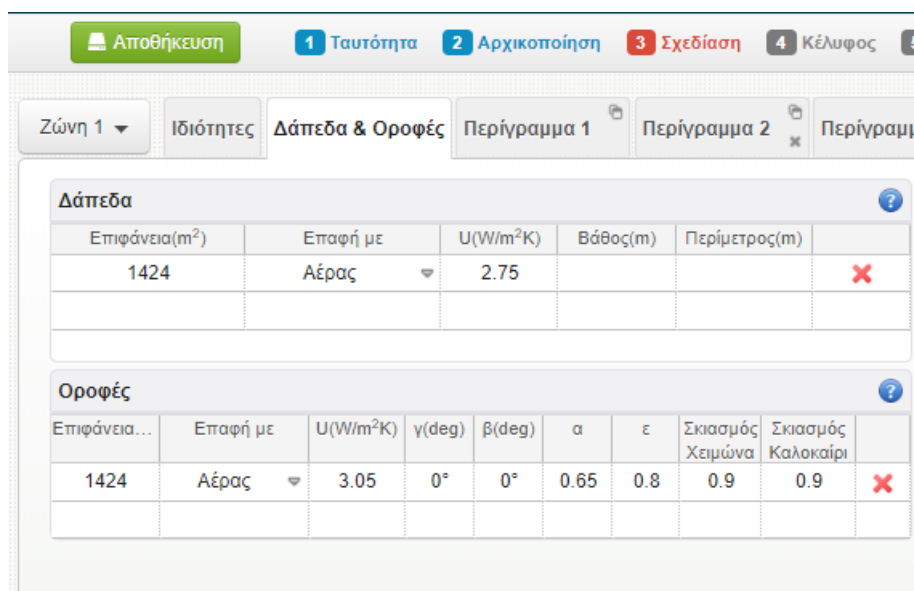 Αποθήκευση 1 Ταυτότητα 2 Αρχικοποίηση 3 Σχεδίαση 4 Κέλυφος
Ζώνη 1 Ιδιότητες Δάπεδα & Οροφές Περίγραμμα 1 Περίγραμμα 2 Περίγραμμ
Δάπεδα ?
Επιφάνεια(m²) Επαφή με U(W/m²K) Βάθος(m) Περίμετρος(m)
1424 Αέρας 2.75
Οροφές ?
Επιφάνεια... Επαφή με U(W/m²K) γ(deg) β(deg) α ε Σκιασμός Σκιασμός
Χειμώνα Καλοκαίρι
1424 Αέρας 3.05 0° 0° 0.65 0.8 0.9 0.9